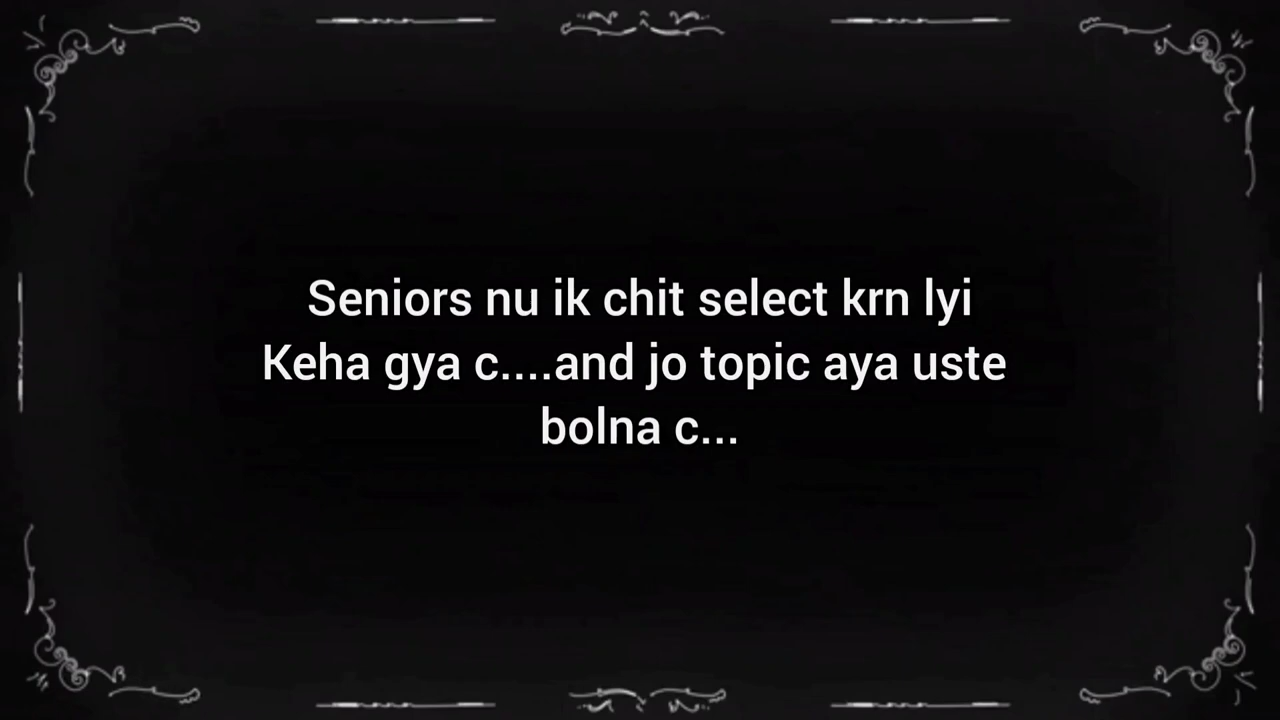 Seniors nu ik chit select krn lyi
Keha gya c....and jo topic aya uste
bolna c...